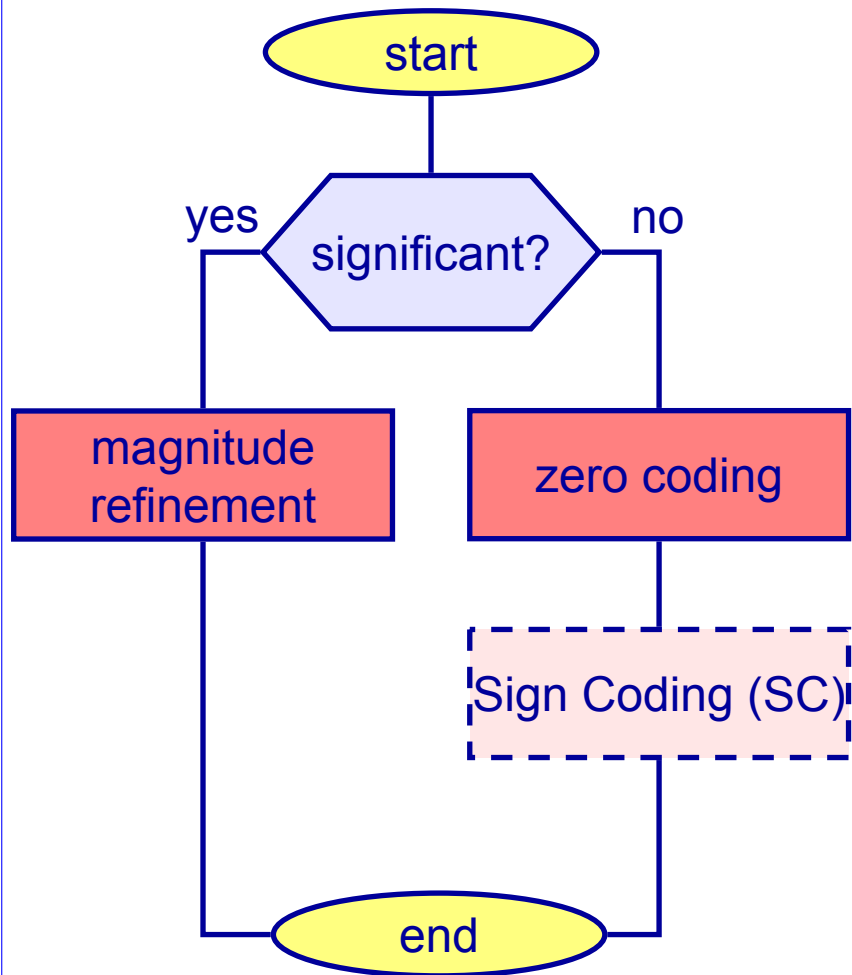 start
yes
no
significant?
magnitude
refinement
zero coding
Sign Coding (SC)
end